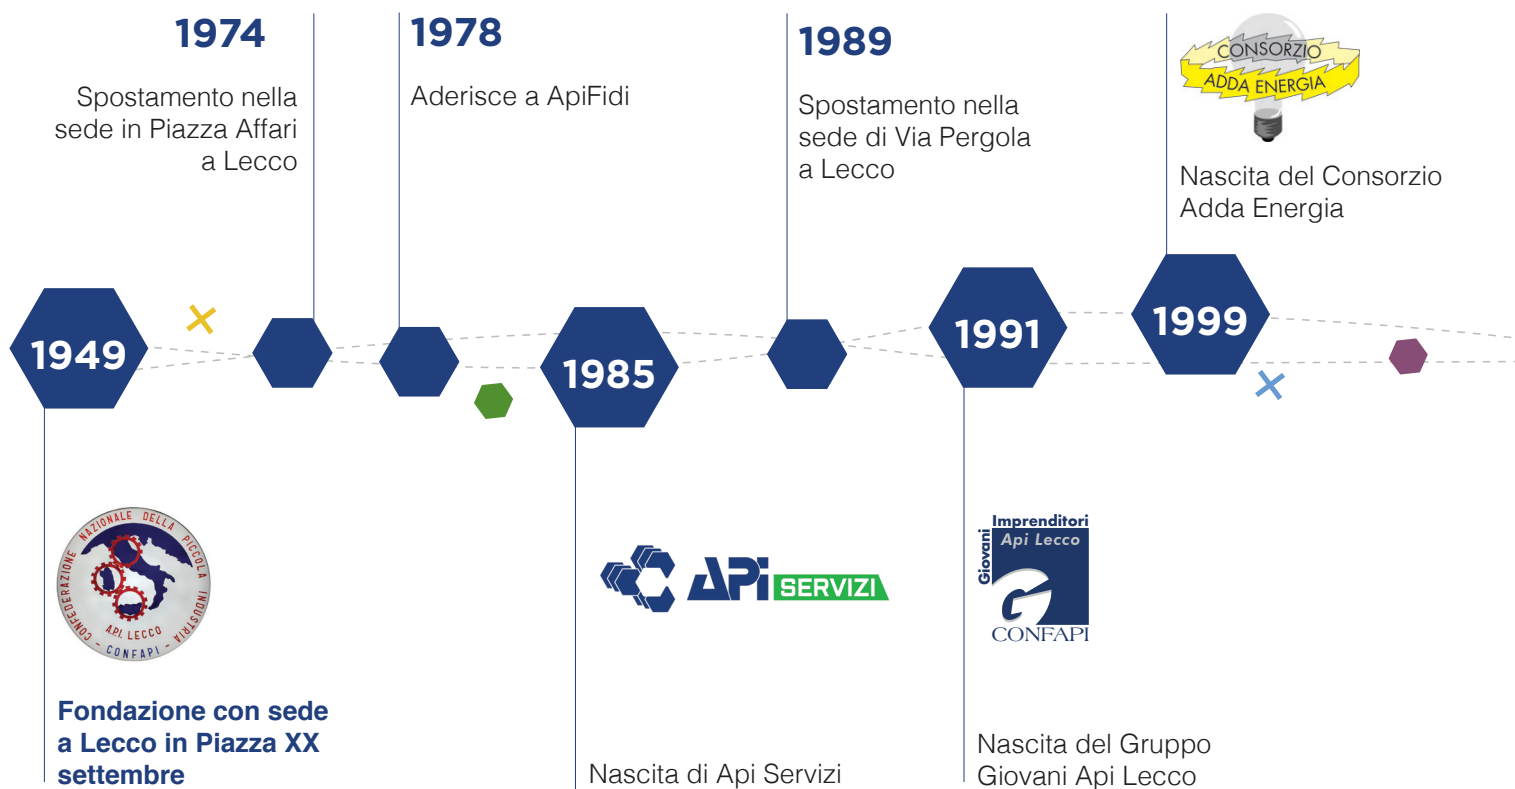 1974
Spostamento nella
sede in Piazza Affari
a Lecco
1978
Aderisce a ApiFidi
1989
Spostamento nella
sede di Via Pergola
a Lecco
CONSORZIO
ADDA ENERGIA
Nascita del Consorzio
Adda Energia
1949
1985
1991
1999
CONFEDERAZIONE NAZIONALE DELLA PICCOLA INDUSTRIA
A.P.I. LECCO
- CONFAPI -
Fondazione con sede
a Lecco in Piazza XX
settembre
APi SERVIZI
Nascita di Api Servizi
Giovani
Imprenditori
Api Lecco
CONFAPI
Nascita del Gruppo
Giovani Api Lecco